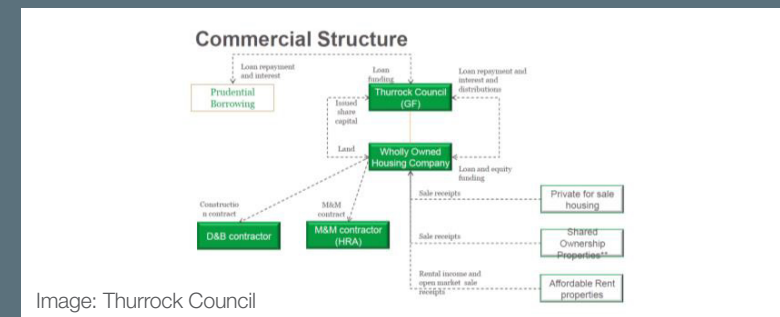 Commercial Structure
Loan repayment
and interest
Loan
funding
Loan repayment and
interest and
distributions
Prudential
Borrowing
Thurrock Council
(GF)
Issued
share
capital
Land
Wholly Owned
Housing Company
Loan and equity
funding
Constructio
n contract
M&M
contract
Sale receipts
Private for sale
housing
D&B contractor
M&M contractor
(HRA)
Sale receipts
Shared
Ownership
Properties**
Rental income and
open market sale
receipts
Affordable Rent
properties
Image: Thurrock Council